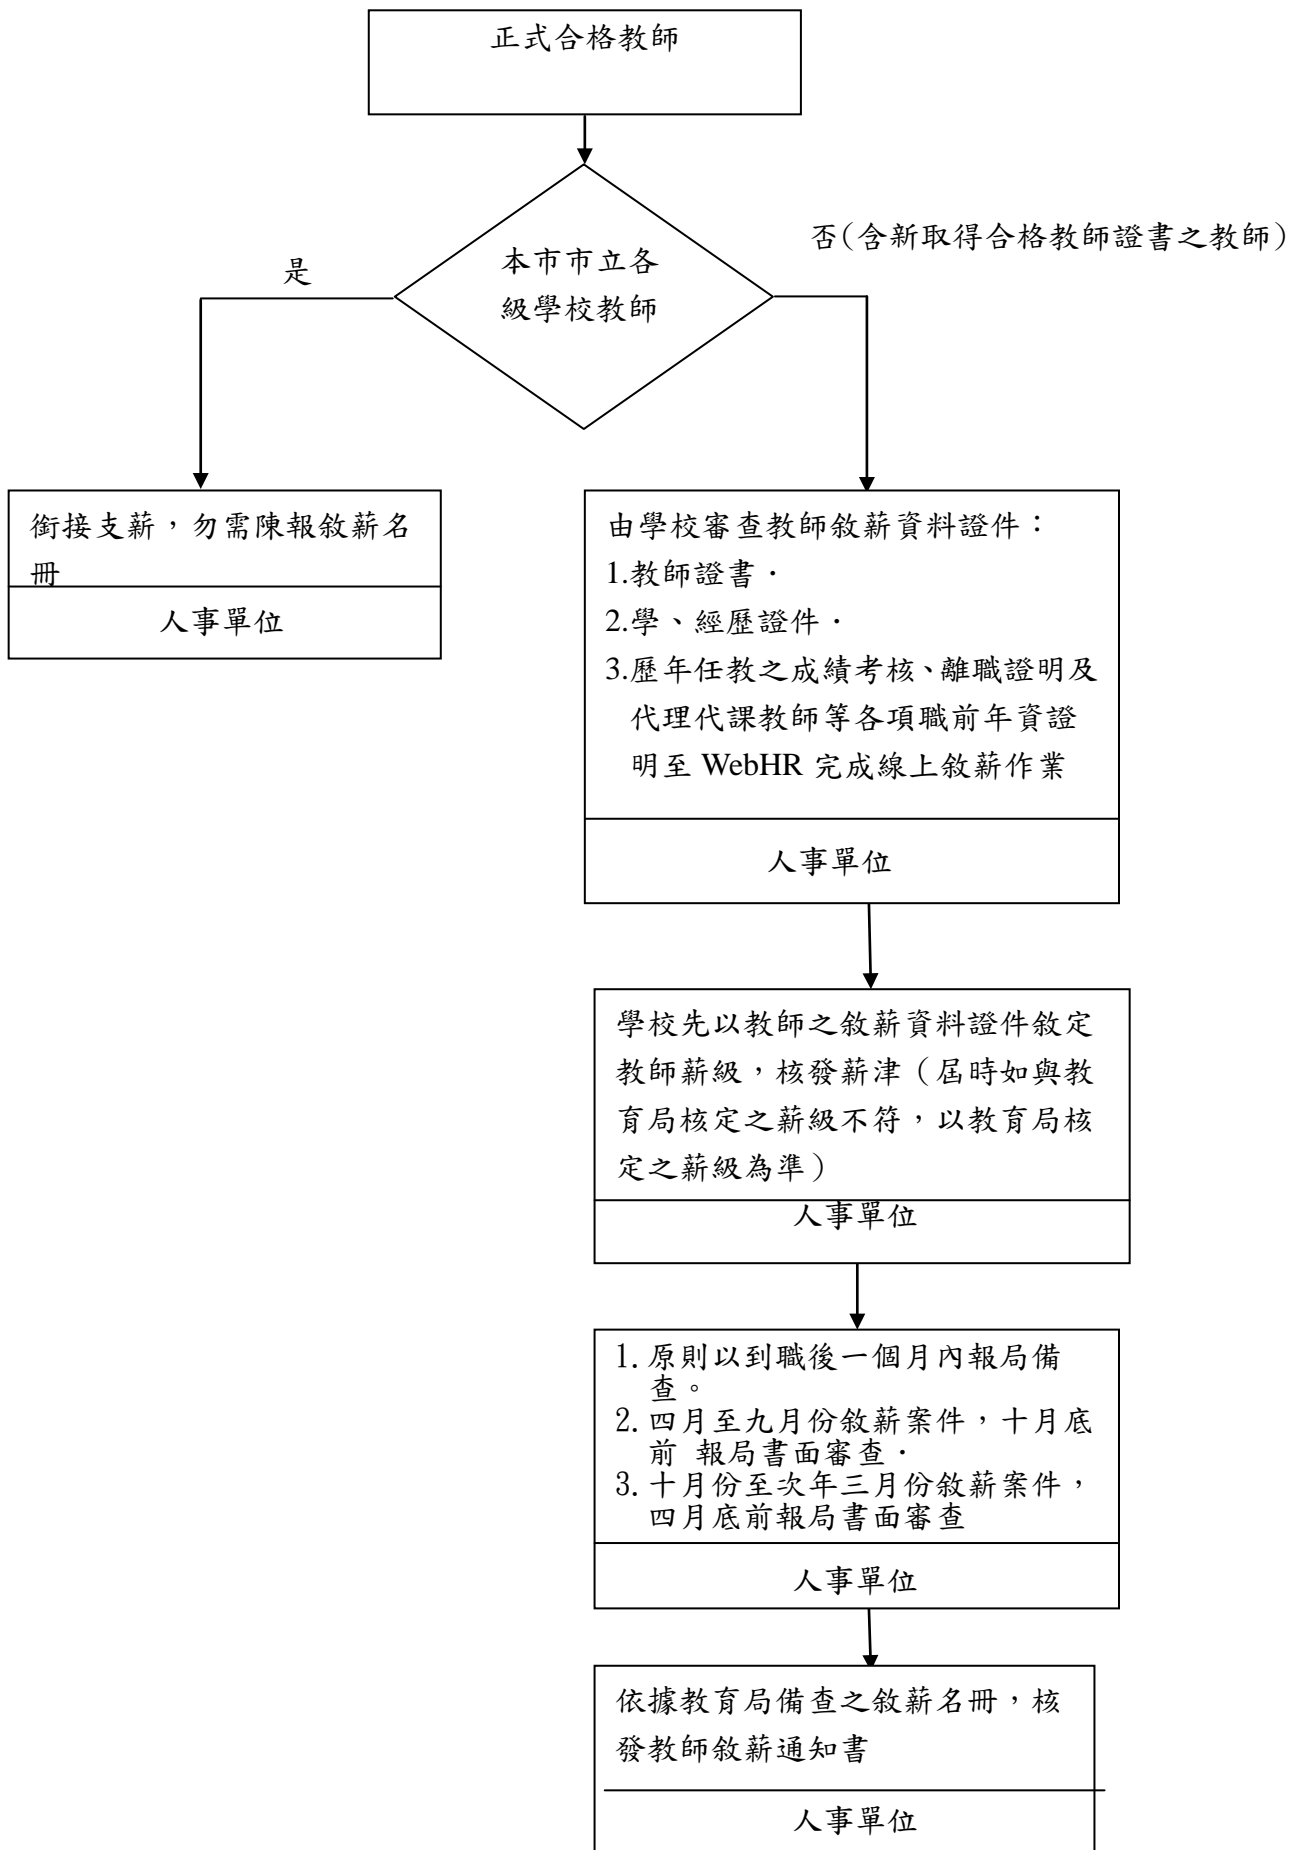 正式合格教師
否(含新取得合格教師證書之教師)
是
本市市立各
級學校教師
銜接支薪，勿需陳報敘薪名
冊
人事單位
由學校審查教師敘薪資料證件：
1.教師證書．
2.學、經歷證件．
3.歷年任教之成績考核、離職證明及
代理代課教師等各項職前年資證
明至 WebHR 完成線上敘薪作業
人事單位
學校先以教師之敘薪資料證件敘定
教師薪級，核發薪津（屆時如與教
育局核定之薪級不符，以教育局核
定之薪級為準）
人事單位
1. 原則以到職後一個月內報局備
查。
2. 四月至九月份敘薪案件，十月底
前 報局書面審查．
3. 十月份至次年三月份敘薪案件，
四月底前報局書面審查
人事單位
依據教育局備查之敘薪名冊，核
發教師敘薪通知書
人事單位